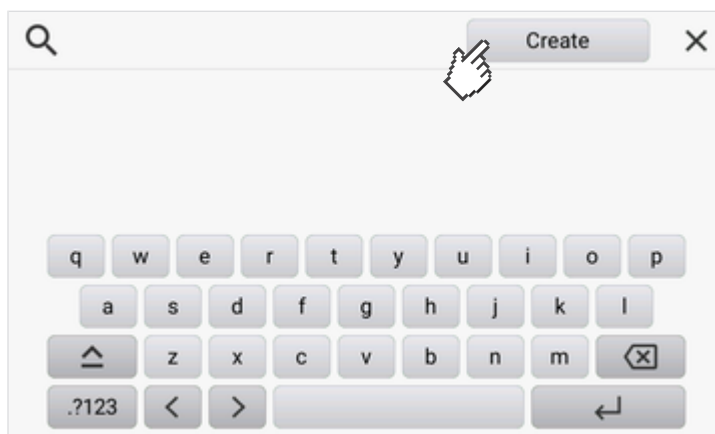 Create
q w e r t y u i o p
a s d f g h j k l
z x c v b n m
.?123 < >